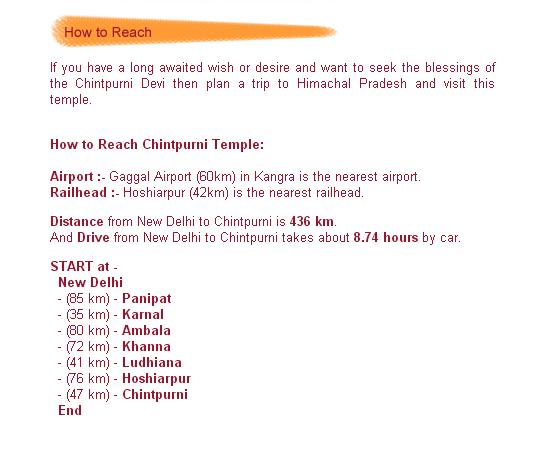 How to Reach
If you have a long awaited wish or desire and want to seek the blessings of
the Chintpurni Devi then plan a trip to Himachal Pradesh and visit this
temple.
How to Reach Chintpurni Temple:
Airport :- Gaggal Airport (60km) in Kangra is the nearest airport.
Railhead :- Hoshiarpur (42km) is the nearest railhead.
Distance from New Delhi to Chintpurni is 436 km.
And Drive from New Delhi to Chintpurni takes about 8.74 hours by car.
START at -
New Delhi
- (85 km) - Panipat
- (35 km) - Karnal
- (80 km) - Ambala
- (72 km) - Khanna
- (41 km) - Ludhiana
- (76 km) - Hoshiarpur
- (47 km) - Chintpurni
End